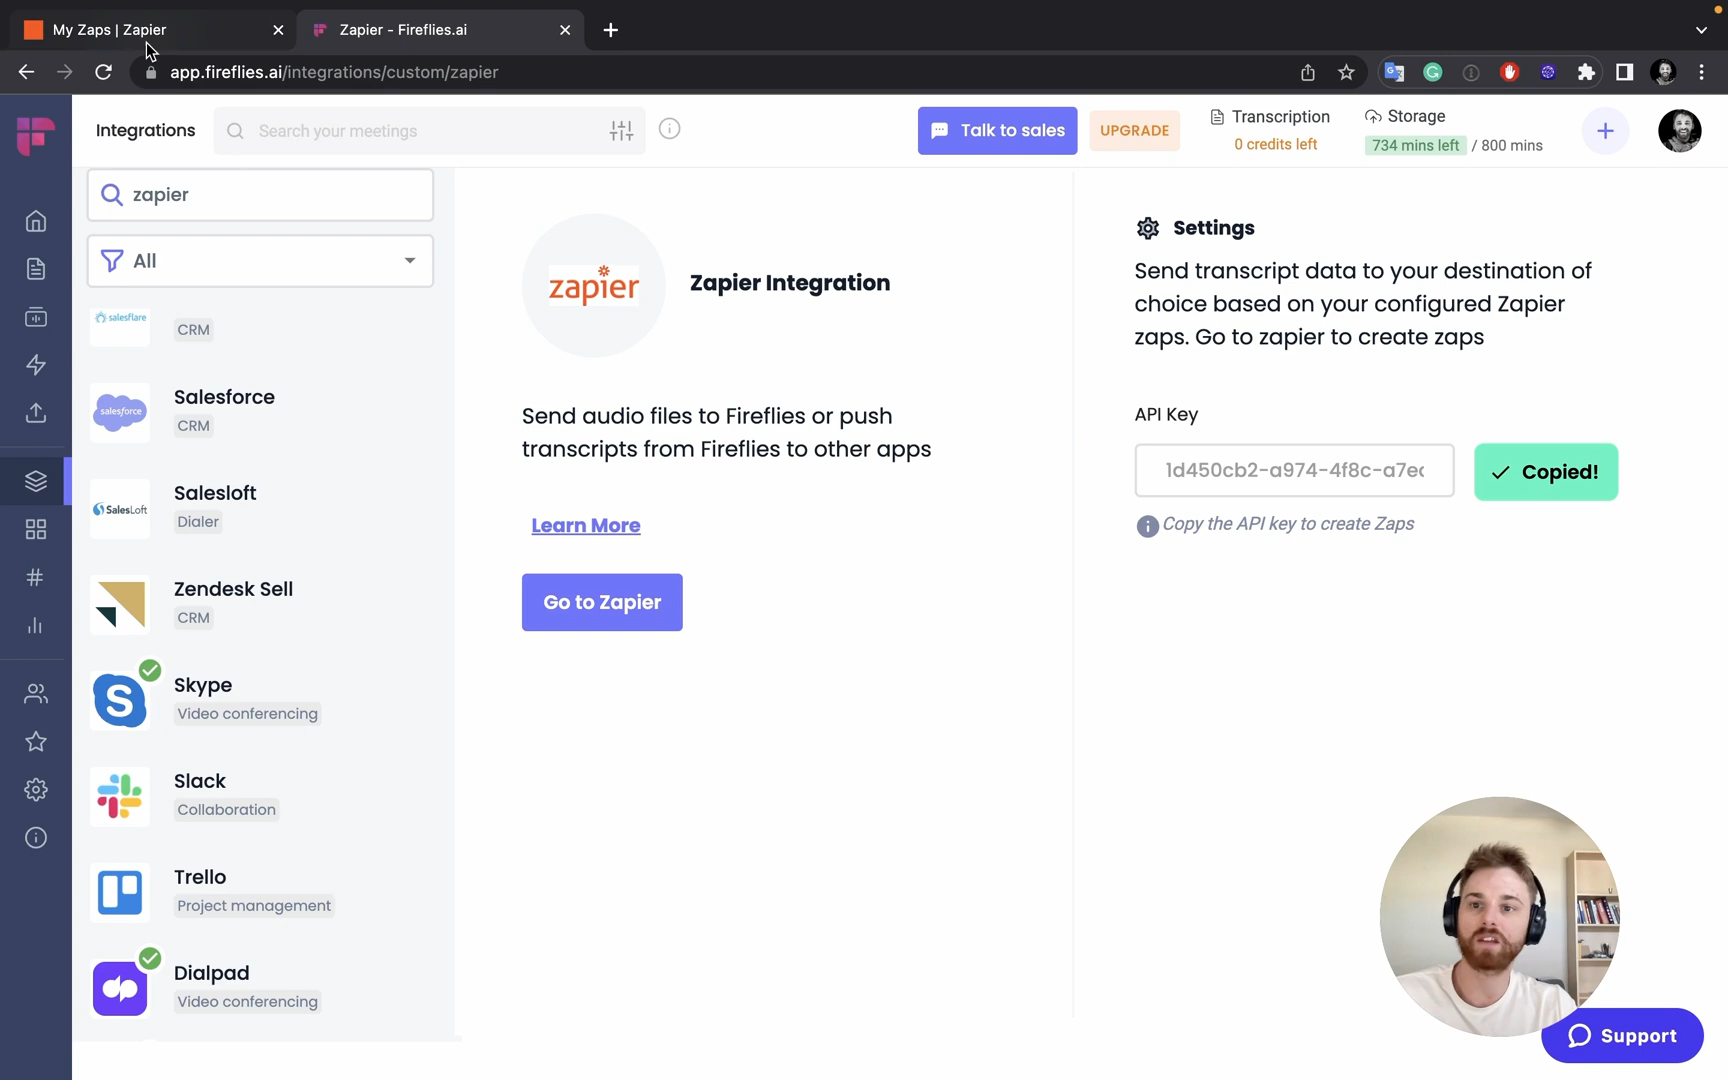 My Zaps | Zapier
Zapier - Fireflies.ai
app.fireflies.ai/integrations/custom/zapier
Integrations
Search your meetings
Talk to sales
UPGRADE
Transcription
0 credits left
Storage
734 mins left / 800 mins
zapier
All
salesflare
CRM
salesforce
Salesforce
CRM
SalesLoft
Salesloft
Dialer
Zendesk Sell
CRM
S
Skype
Video conferencing
Slack
Collaboration
Trello
Project management
dp
Dialpad
Video conferencing
zapier
Zapier Integration
Send audio files to Fireflies or push
transcripts from Fireflies to other apps
Learn More
Go to Zapier
Settings
Send transcript data to your destination of
choice based on your configured Zapier
zaps. Go to zapier to create zaps
API Key
1d450cb2-a974-4f8c-a7e
Copied!
Copy the API key to create Zaps
Support